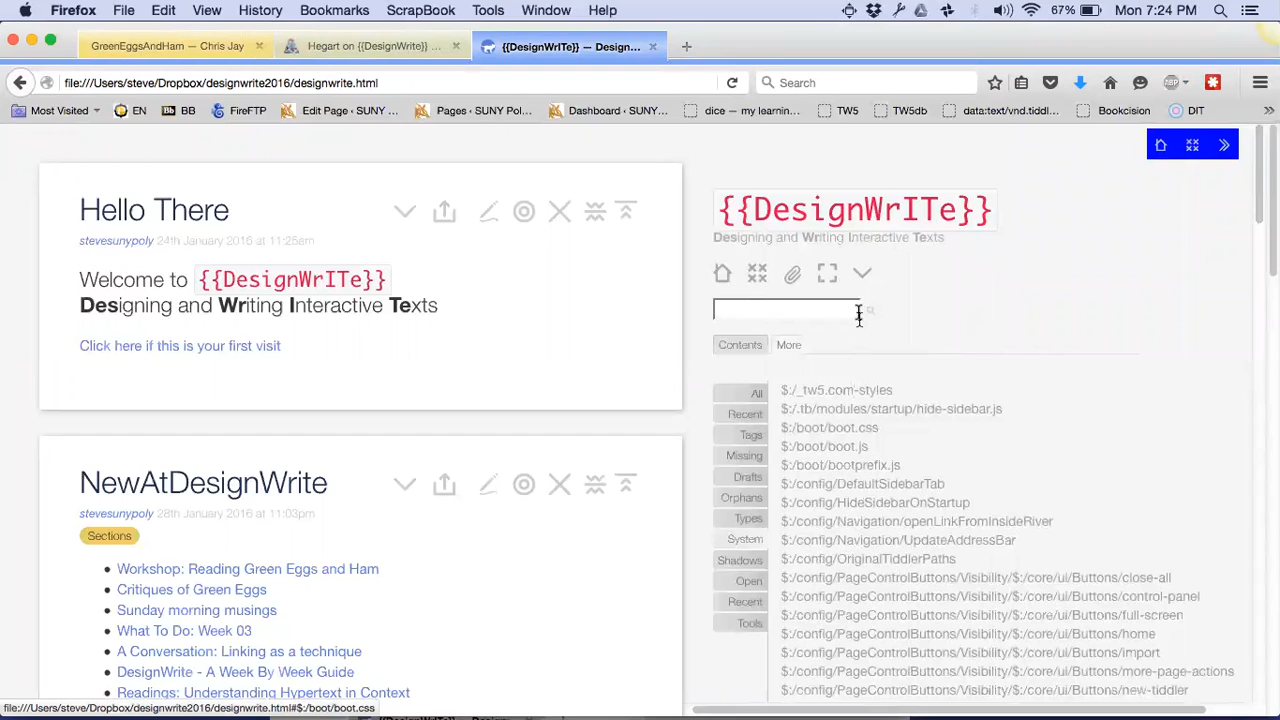 Firefox File Edit View History Bookmarks ScrapBook Tools Window Help 67% Mon 7:24 PM
GreenEggsAndHam — Chris Jay Hegart on {{DesignWrite}} ... {{DesignWrITe}} — Design...
file:///Users/steve/Dropbox/designwrite2016/designwrite.html Search ABP
Most Visited EN BB FireFTP Edit Page ‹ SUNY Po... Pages ‹ SUNY Pol... Dashboard ‹ SUNY ... dice — my learning... TW5 TW5db data:text/vnd.tiddl... Bookcision DIT
Hello There
stevesunypoly 24th January 2016 at 11:25am
Welcome to {{DesignWrITe}}
Designing and Writing Interactive Texts
Click here if this is your first visit
NewAtDesignWrite
stevesunypoly 28th January 2016 at 11:03pm
Sections
Workshop: Reading Green Eggs and Ham
Critiques of Green Eggs
Sunday morning musings
What To Do: Week 03
A Conversation: Linking as a technique
DesignWrite - A Week By Week Guide
Readings: Understanding Hypertext in Context
file:///Users/steve/Dropbox/designwrite2016/designwrite.html#$:/boot/boot.css
{{DesignWrITe}}
Designing and Writing Interactive Texts
Contents More
All
Recent
Tags
Missing
Drafts
Orphans
Types
System
Shadows
Open
Recent
Tools
$:/_tw5.com-styles
$:/.tb/modules/startup/hide-sidebar.js
$:/boot/boot.css
$:/boot/boot.js
$:/boot/bootprefix.js
$:/config/DefaultSidebarTab
$:/config/HideSidebarOnStartup
$:/config/Navigation/openLinkFromInsideRiver
$:/config/Navigation/UpdateAddressBar
$:/config/OriginalTiddlerPaths
$:/config/PageControlButtons/Visibility/$:/core/ui/Buttons/close-all
$:/config/PageControlButtons/Visibility/$:/core/ui/Buttons/control-panel
$:/config/PageControlButtons/Visibility/$:/core/ui/Buttons/full-screen
$:/config/PageControlButtons/Visibility/$:/core/ui/Buttons/home
$:/config/PageControlButtons/Visibility/$:/core/ui/Buttons/import
$:/config/PageControlButtons/Visibility/$:/core/ui/Buttons/more-page-actions
$:/config/PageControlButtons/Visibility/$:/core/ui/Buttons/new-tiddler